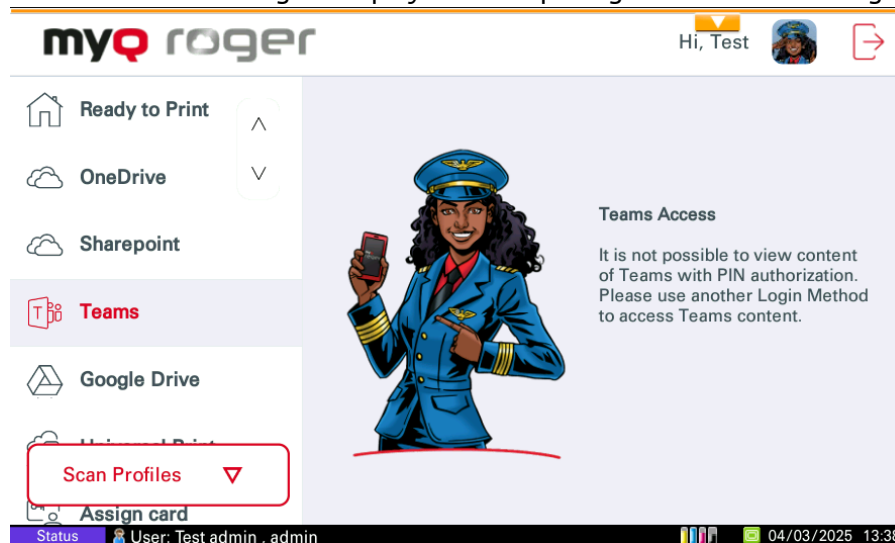 myq roger
Hi, Test
Ready to Print
OneDrive
Sharepoint
Teams
Google Drive
Scan Profiles
Assign card
Teams Access
It is not possible to view content
of Teams with PIN authorization.
Please use another Login Method
to access Teams content.
Status
User: Test admin , admin
04/03/2025 13:38